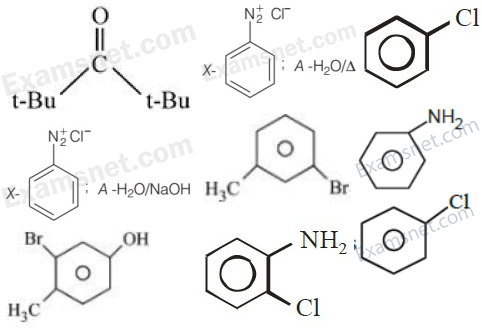 O
C
t-Bu t-Bu
N₂⁺ Cl⁻
X- ; A -H₂O/Δ
Cl
N₂⁺Cl⁻
X- ; A -H₂O/NaOH
H₃C Br
NH₂
Br OH
H₃C
NH₂ ;
Cl
Cl
Examsnet.com
Examsnet.com
Examsnet.com
Examsnet.com